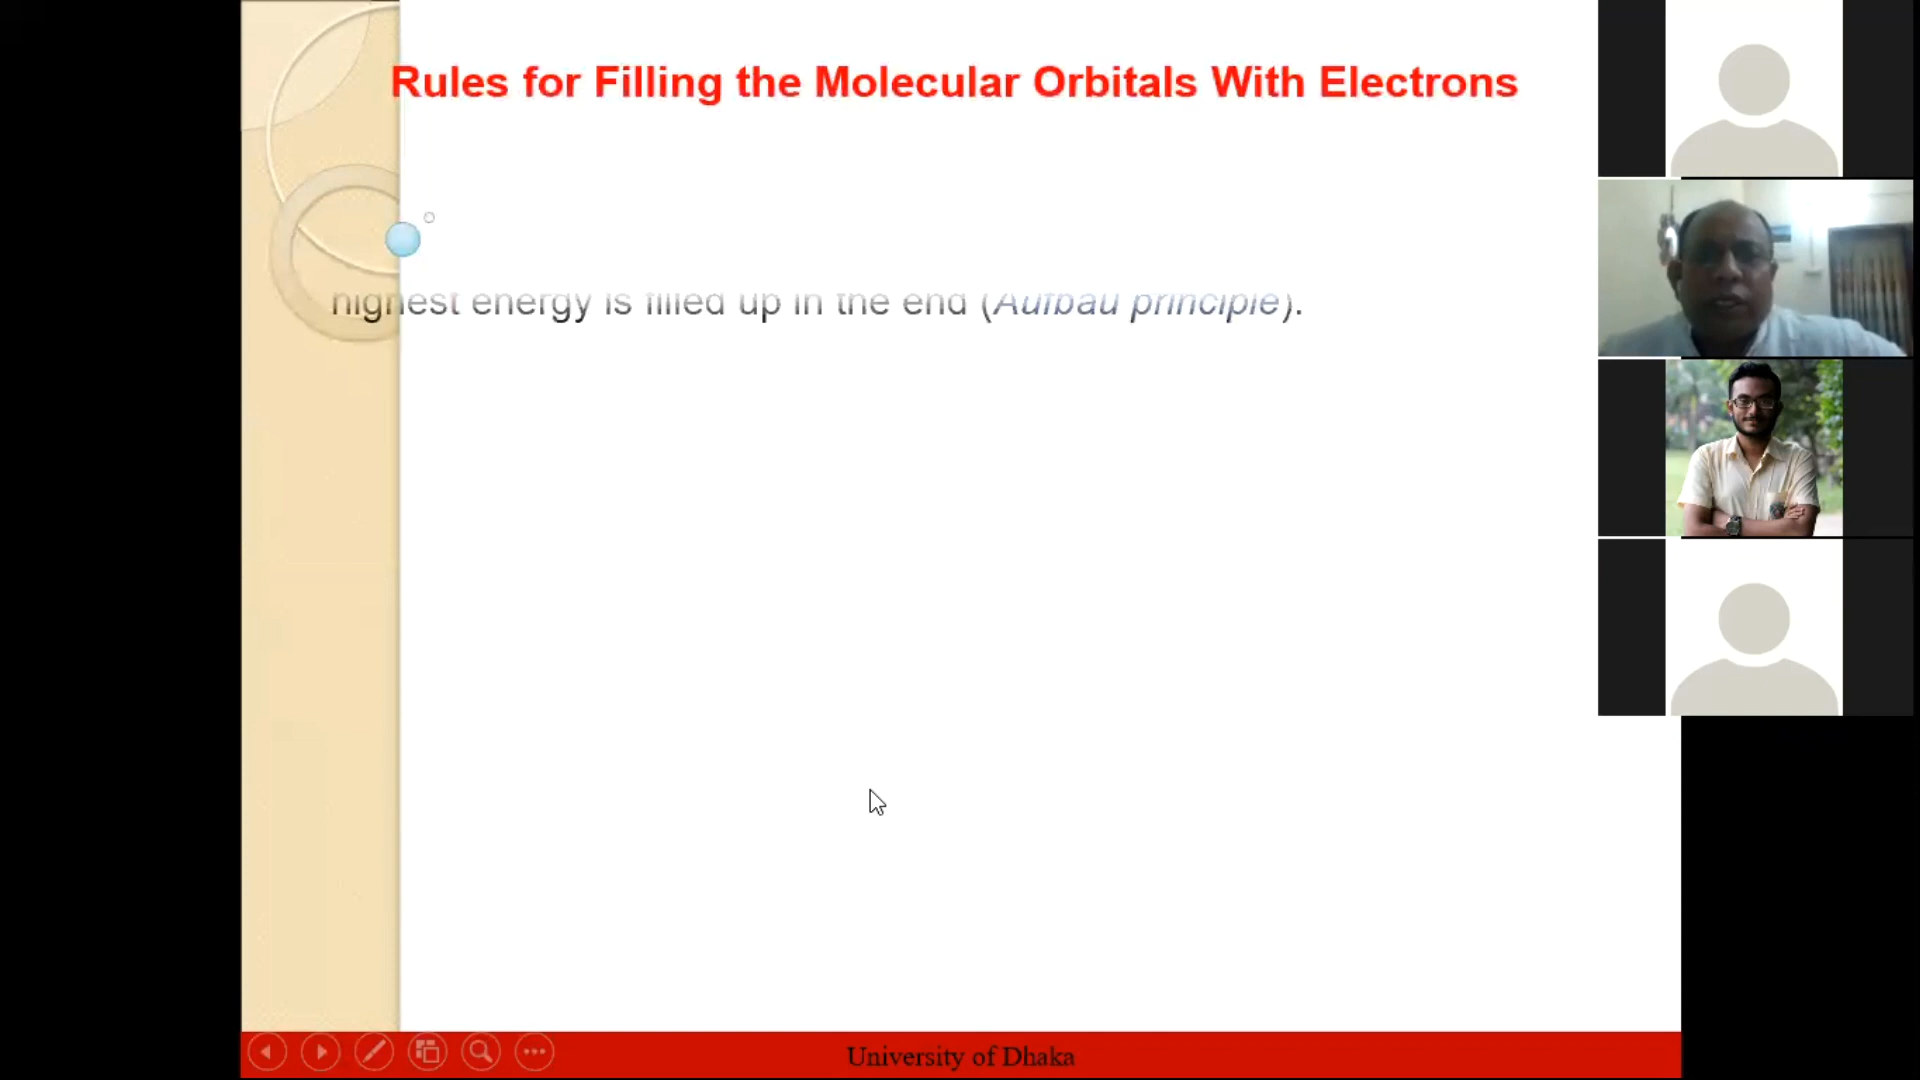 Rules for Filling the Molecular Orbitals With Electrons
highest energy is filled up in the end (Aufbau principle).
University of Dhaka